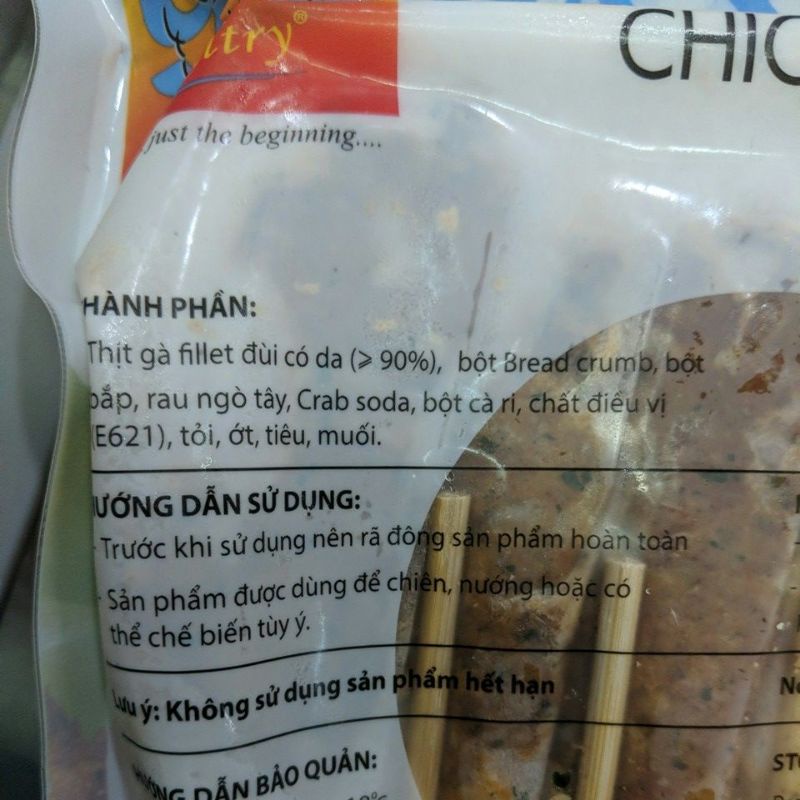 CHIC
just the beginning....
HÀNH PHẦN:
Thịt gà fillet đùi có da (⩾ 90%), bột Bread crumb, bột
bắp, rau ngò tây, Crab soda, bột cà ri, chất điều vị
(E621), tỏi, ớt, tiêu, muối.
ƯỚNG DẪN SỬ DỤNG:
- Trước khi sử dụng nên rã đông sản phẩm hoàn toàn
- Sản phẩm được dùng để chiên, nướng hoặc có
thể chế biến tùy ý.
Lưu ý: Không sử dụng sản phẩm hết hạn
DẪN BẢO QUẢN: